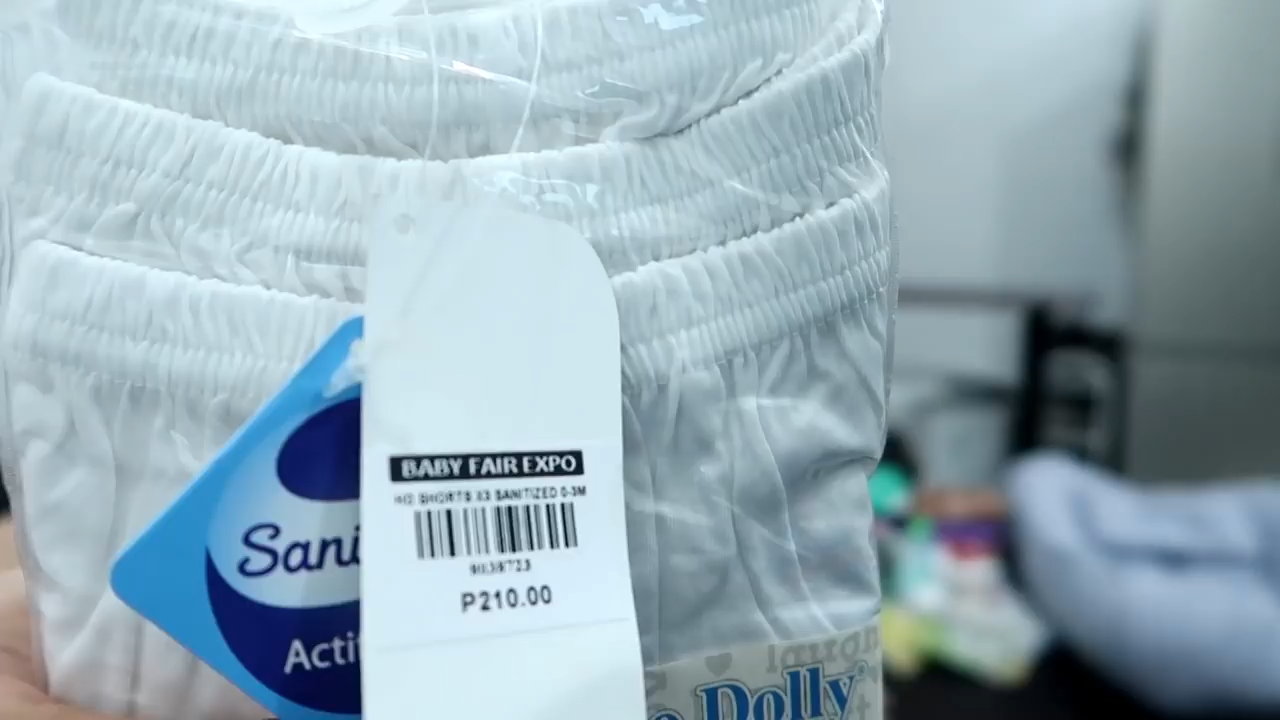 BABY FAIR EXPO
SHORTS X3 SANITIZED 0-3M
P210.00
Sani
Acti
Dolly